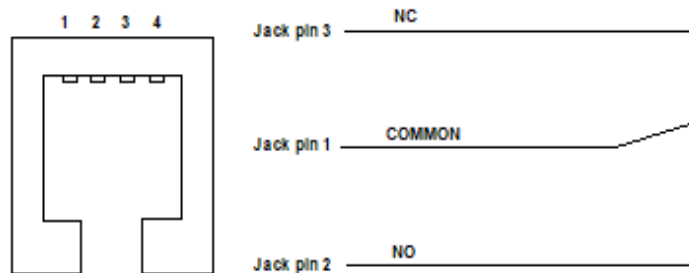 1 2 3 4
Jack pin 3 NC
Jack pin 1 COMMON
Jack pin 2 NO